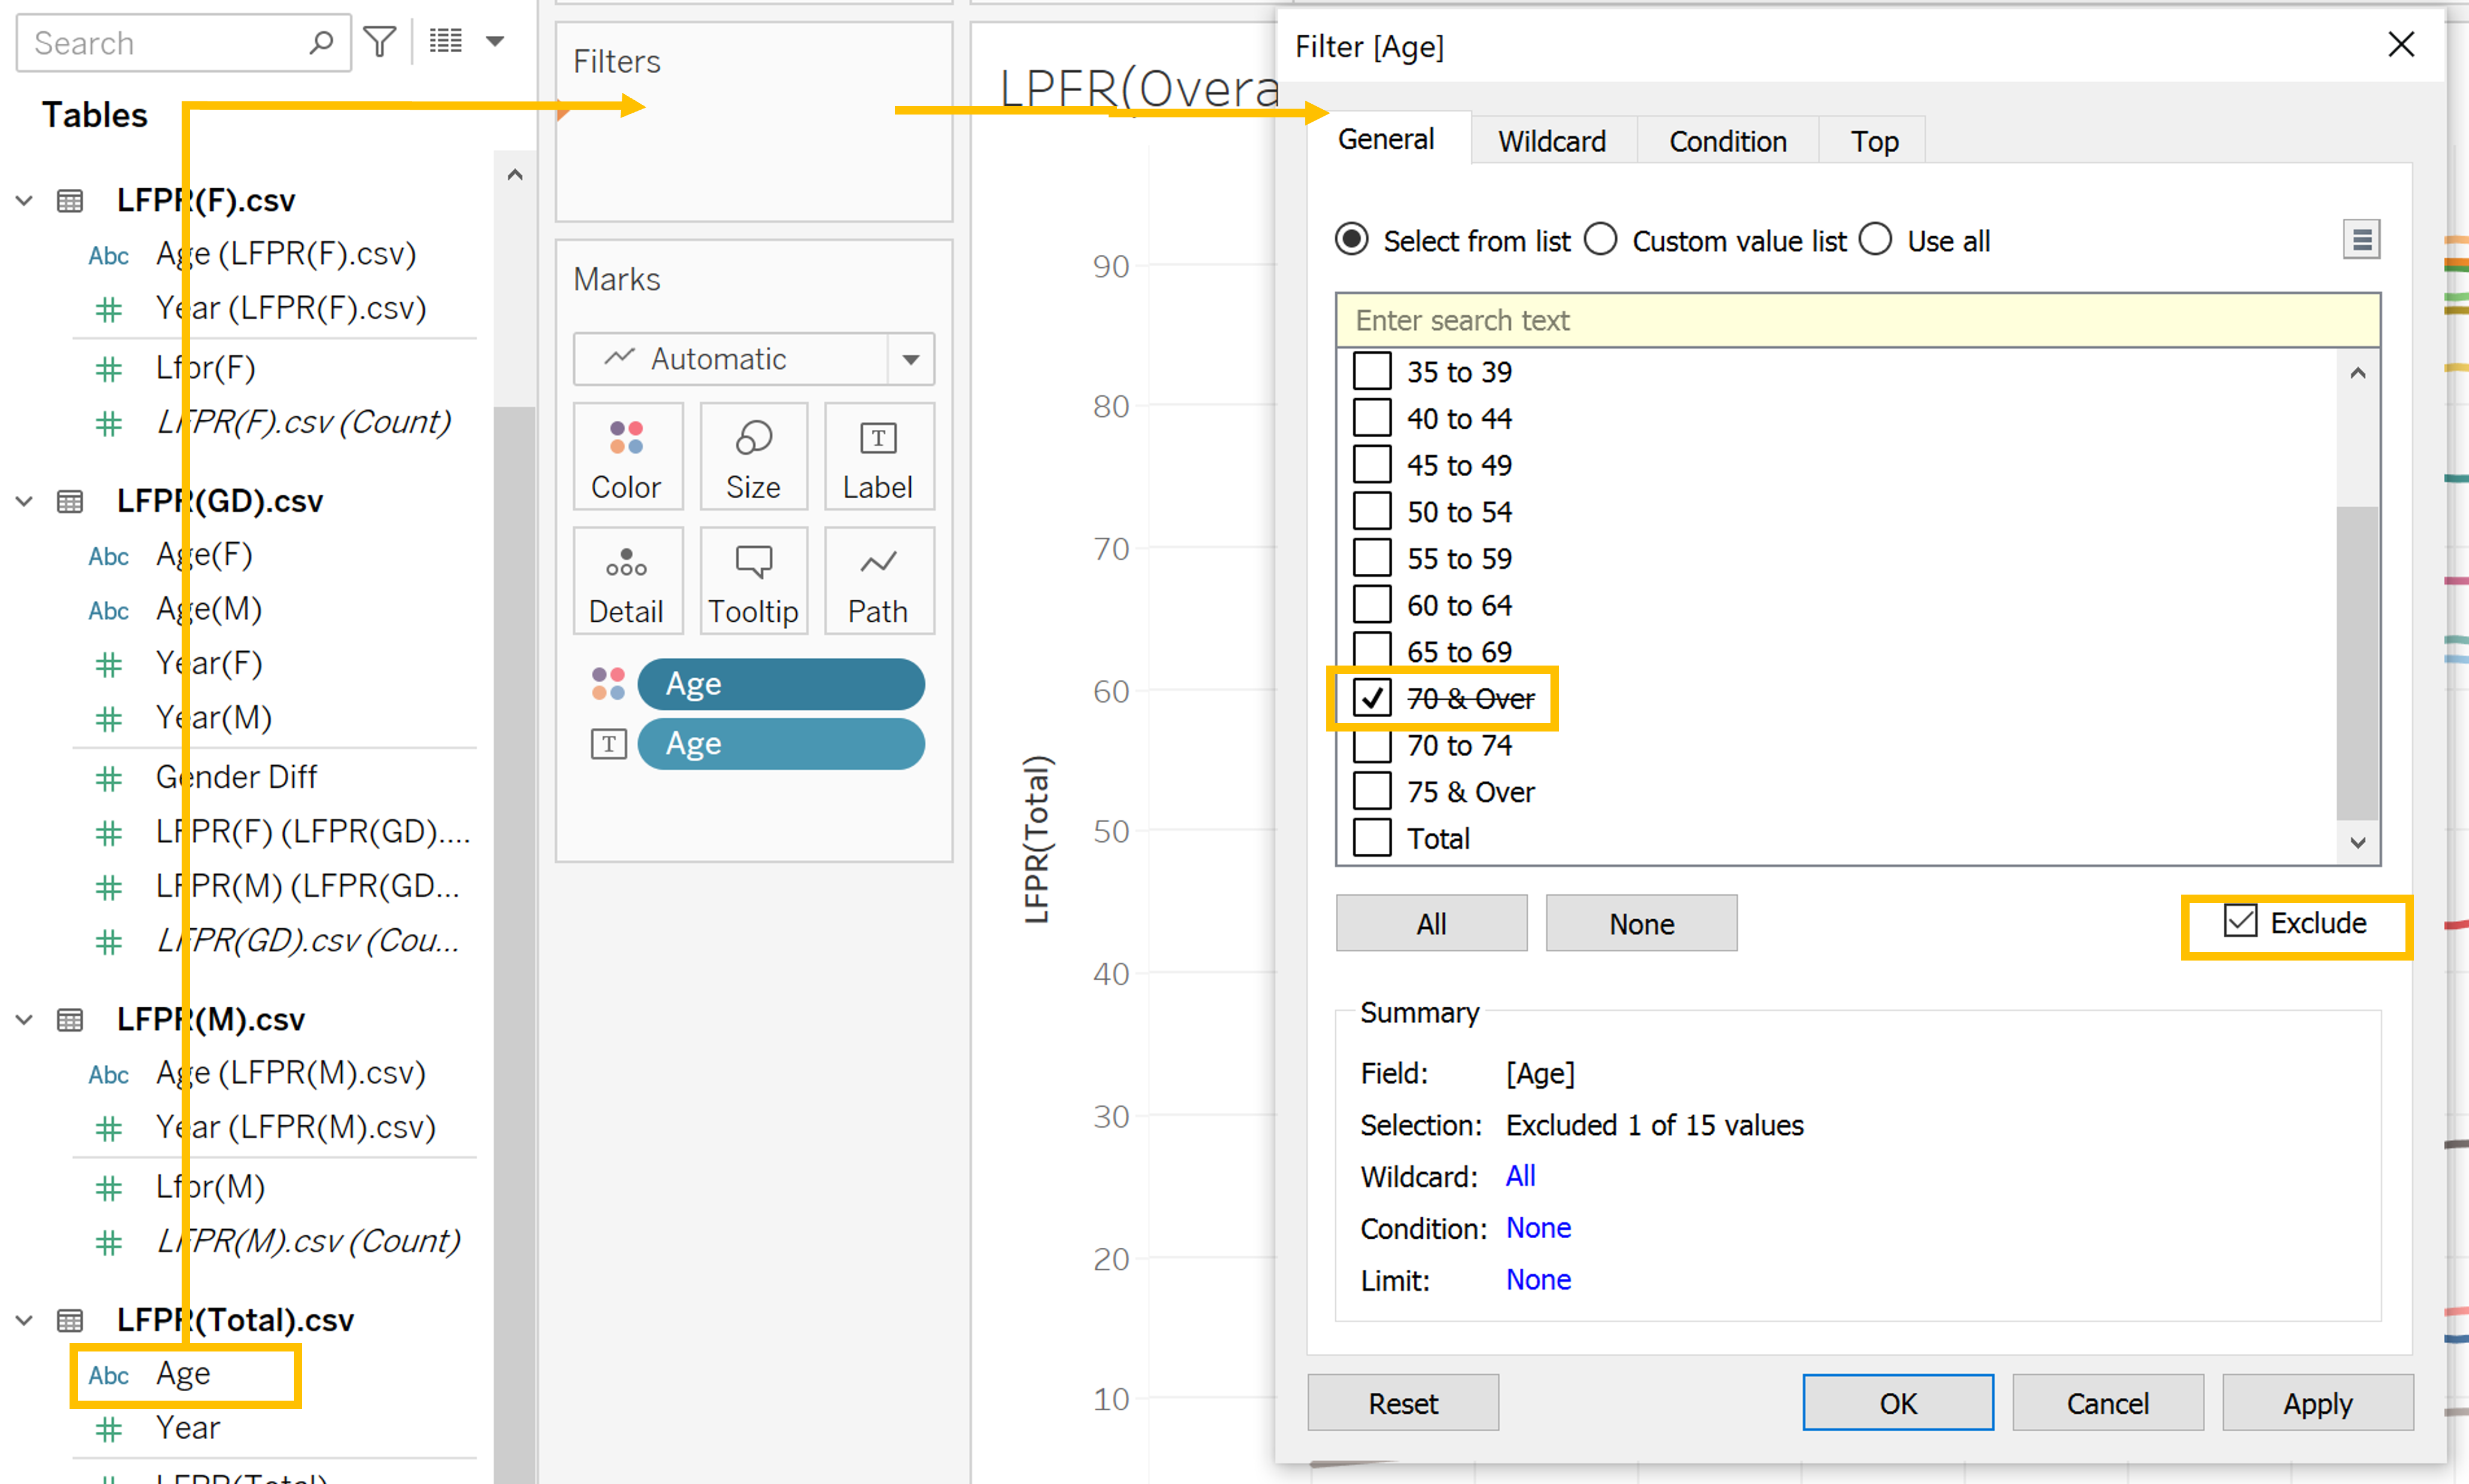 Search
Tables
LFPR(F).csv
Abc Age (LFPR(F).csv)
# Year (LFPR(F).csv)
# Lfpr(F)
# LFPR(F).csv (Count)
LFPR(GD).csv
Abc Age(F)
Abc Age(M)
# Year(F)
# Year(M)
# Gender Diff
# LFPR(F) (LFPR(GD)....
# LFPR(M) (LFPR(GD...
# LFPR(GD).csv (Cou...
LFPR(M).csv
Abc Age (LFPR(M).csv)
# Year (LFPR(M).csv)
# Lfpr(M)
# LFPR(M).csv (Count)
LFPR(Total).csv
Abc Age
# Year
LFPR(Total)
Filters
Marks
Automatic
Color Size Label
Detail Tooltip Path
Age
T Age
LPFR(Overa
LFPR(Total)
90
80
70
60
50
40
30
20
10
Filter [Age]
General Wildcard Condition Top
Select from list Custom value list Use all
Enter search text
35 to 39
40 to 44
45 to 49
50 to 54
55 to 59
60 to 64
65 to 69
70 & Over
70 to 74
75 & Over
Total
All None Exclude
Summary
Field: [Age]
Selection: Excluded 1 of 15 values
Wildcard: All
Condition: None
Limit: None
Reset OK Cancel Apply